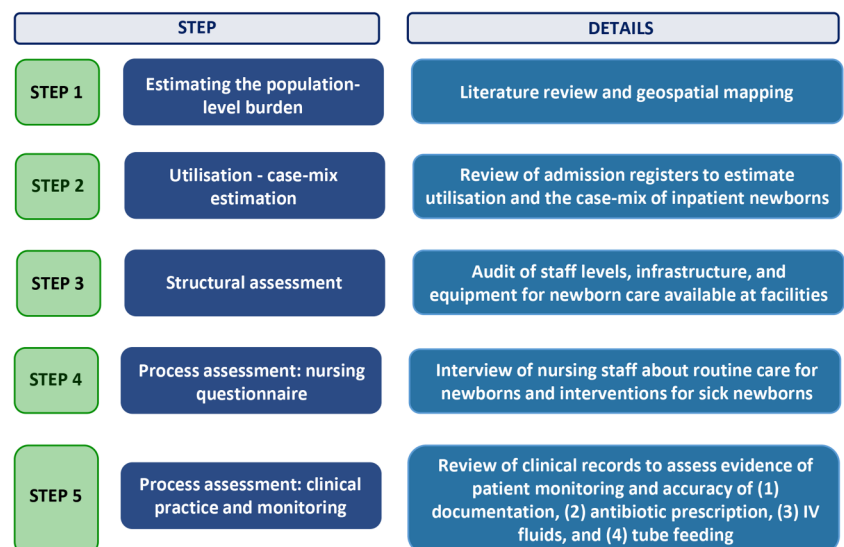 STEP
DETAILS
STEP 1
Estimating the population-
level burden
Literature review and geospatial mapping
STEP 2
Utilisation - case-mix
estimation
Review of admission registers to estimate
utilisation and the case-mix of inpatient newborns
STEP 3
Structural assessment
Audit of staff levels, infrastructure, and
equipment for newborn care available at facilities
STEP 4
Process assessment: nursing
questionnaire
Interview of nursing staff about routine care for
newborns and interventions for sick newborns
STEP 5
Process assessment: clinical
practice and monitoring
Review of clinical records to assess evidence of
patient monitoring and accuracy of (1)
documentation, (2) antibiotic prescription, (3) IV
fluids, and (4) tube feeding